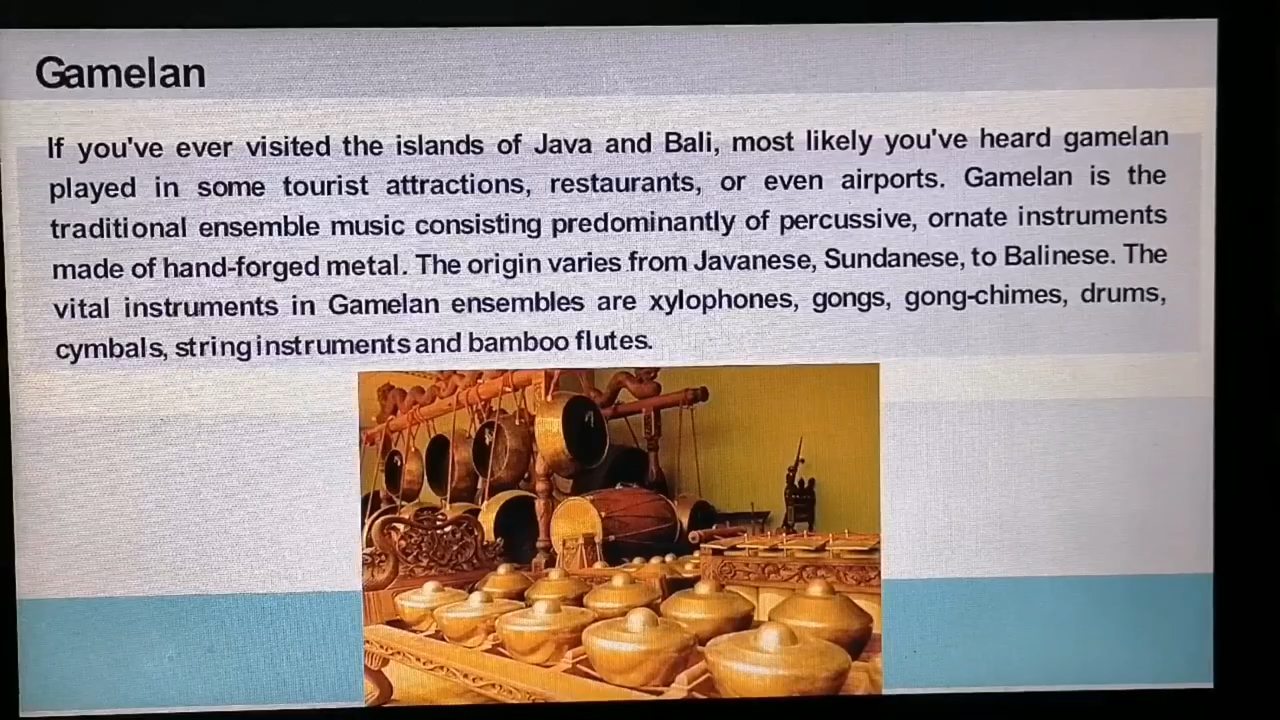 Gamelan
If you've ever visited the islands of Java and Bali, most likely you've heard gamelan
played in some tourist attractions, restaurants, or even airports. Gamelan is the
traditional ensemble music consisting predominantly of percussive, ornate instruments
made of hand-forged metal. The origin varies from Javanese, Sundanese, to Balinese. The
vital instruments in Gamelan ensembles are xylophones, gongs, gong-chimes, drums,
cymbals, string instruments and bamboo flutes.